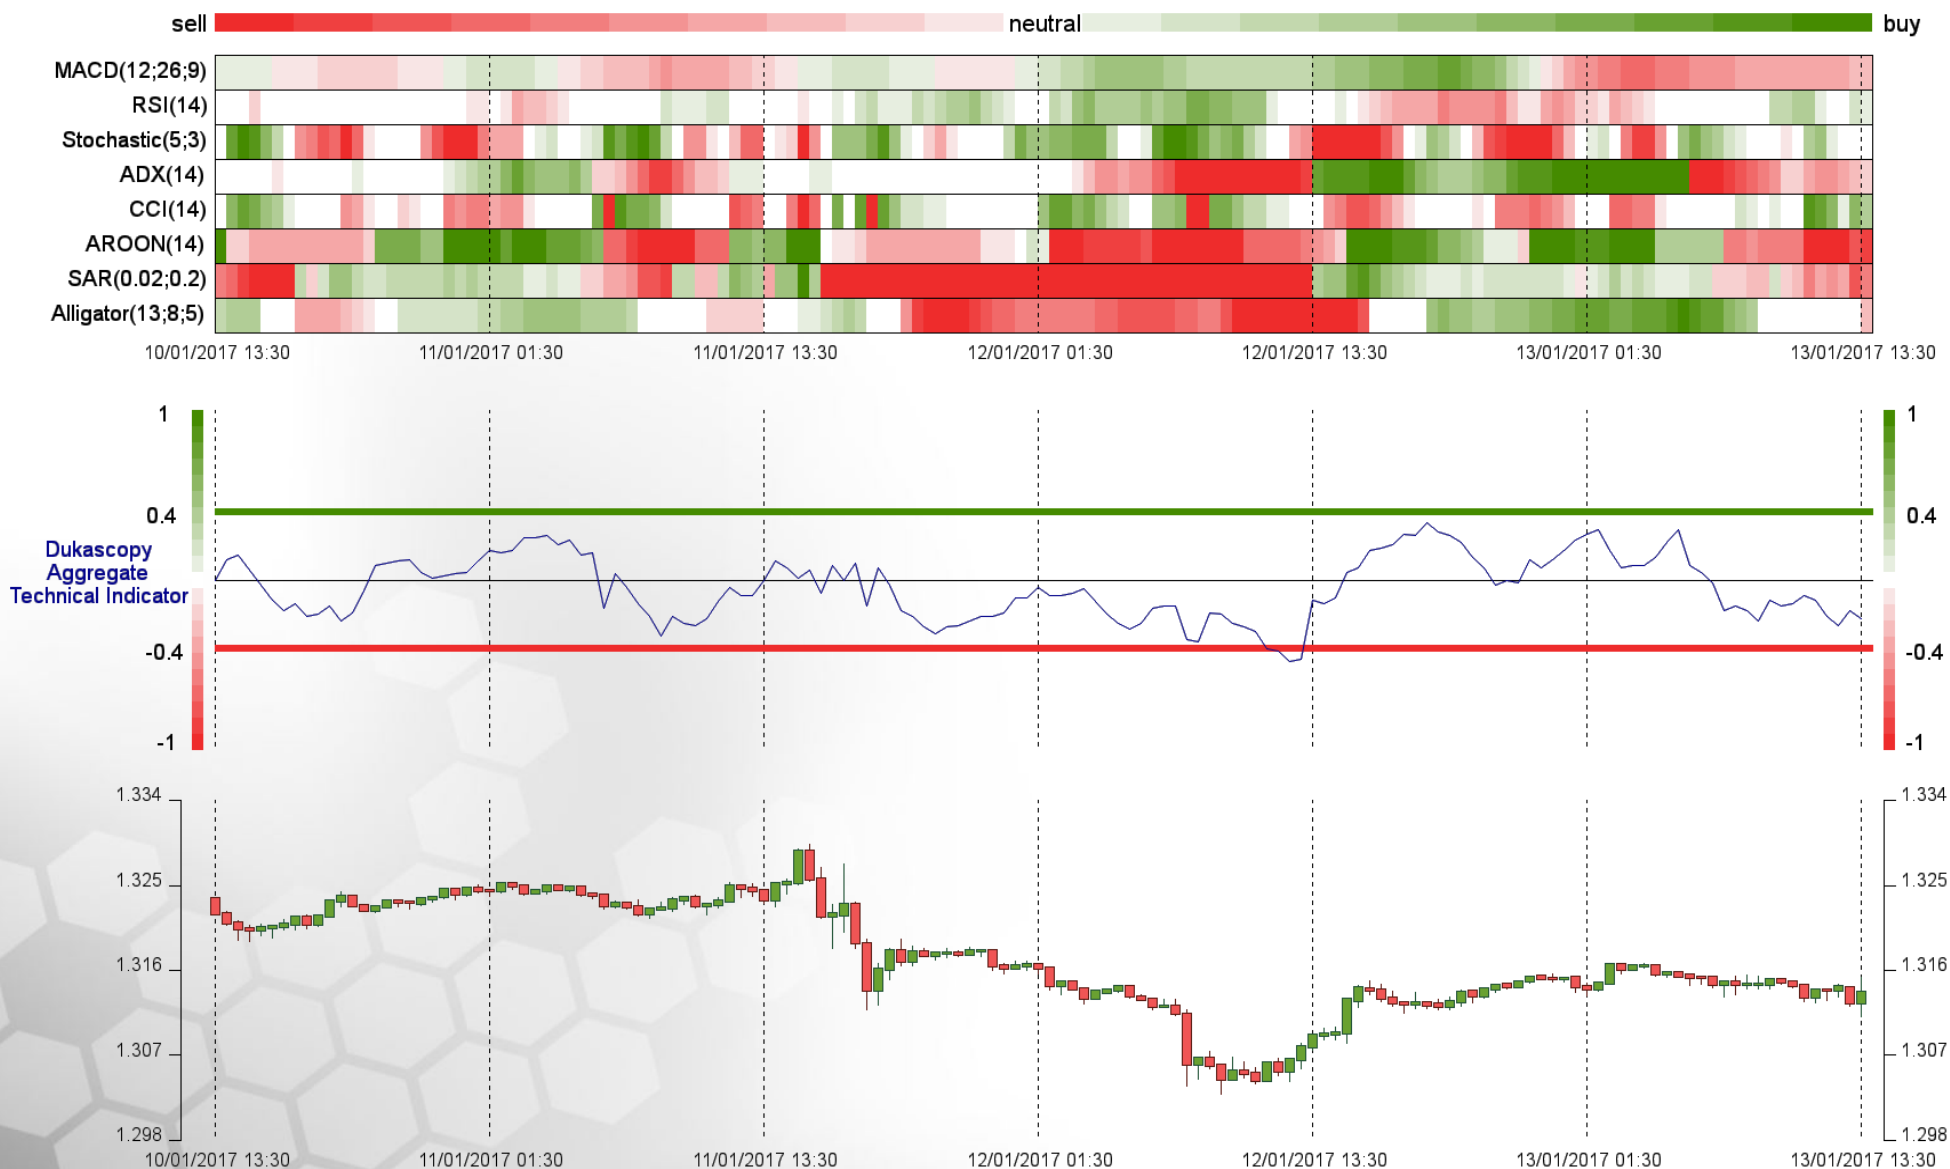 sell neutral buy
MACD(12;26;9)
RSI(14)
Stochastic(5;3)
ADX(14)
CCI(14)
AROON(14)
SAR(0.02;0.2)
Alligator(13;8;5)
10/01/2017 13:30 11/01/2017 01:30 11/01/2017 13:30 12/01/2017 01:30 12/01/2017 13:30 13/01/2017 01:30 13/01/2017 13:30
1 1
0.4 0.4
Dukascopy
Aggregate
Technical Indicator
-0.4 -0.4
-1 -1
1.334 1.334
1.325 1.325
1.316 1.316
1.307 1.307
1.298 1.298
10/01/2017 13:30 11/01/2017 01:30 11/01/2017 13:30 12/01/2017 01:30 12/01/2017 13:30 13/01/2017 01:30 13/01/2017 13:30